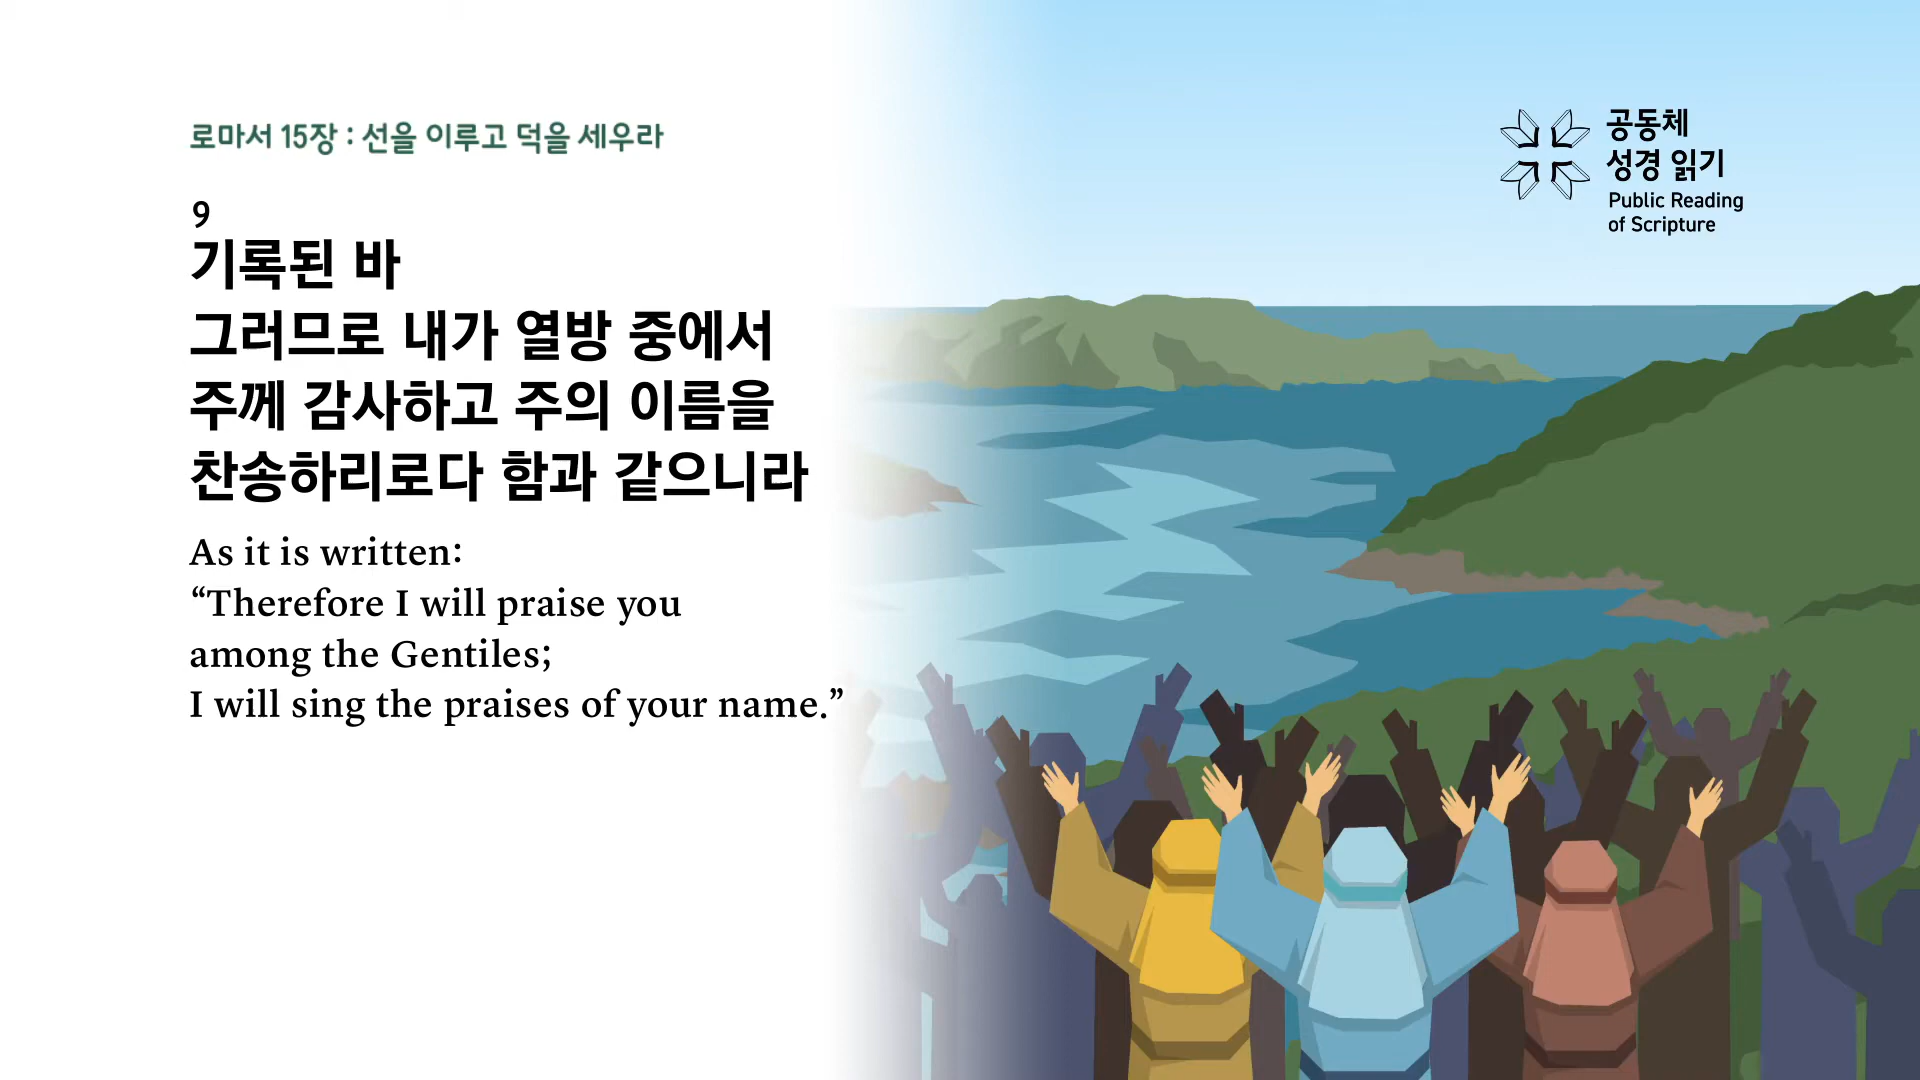 로마서 15장 : 선을 이루고 덕을 세우라
9
기록된 바
그러므로 내가 열방 중에서
주께 감사하고 주의 이름을
찬송하리로다 함과 같으니라
As it is written:
“Therefore I will praise you
among the Gentiles;
I will sing the praises of your name.”
공동체
성경 읽기
Public Reading
of Scripture